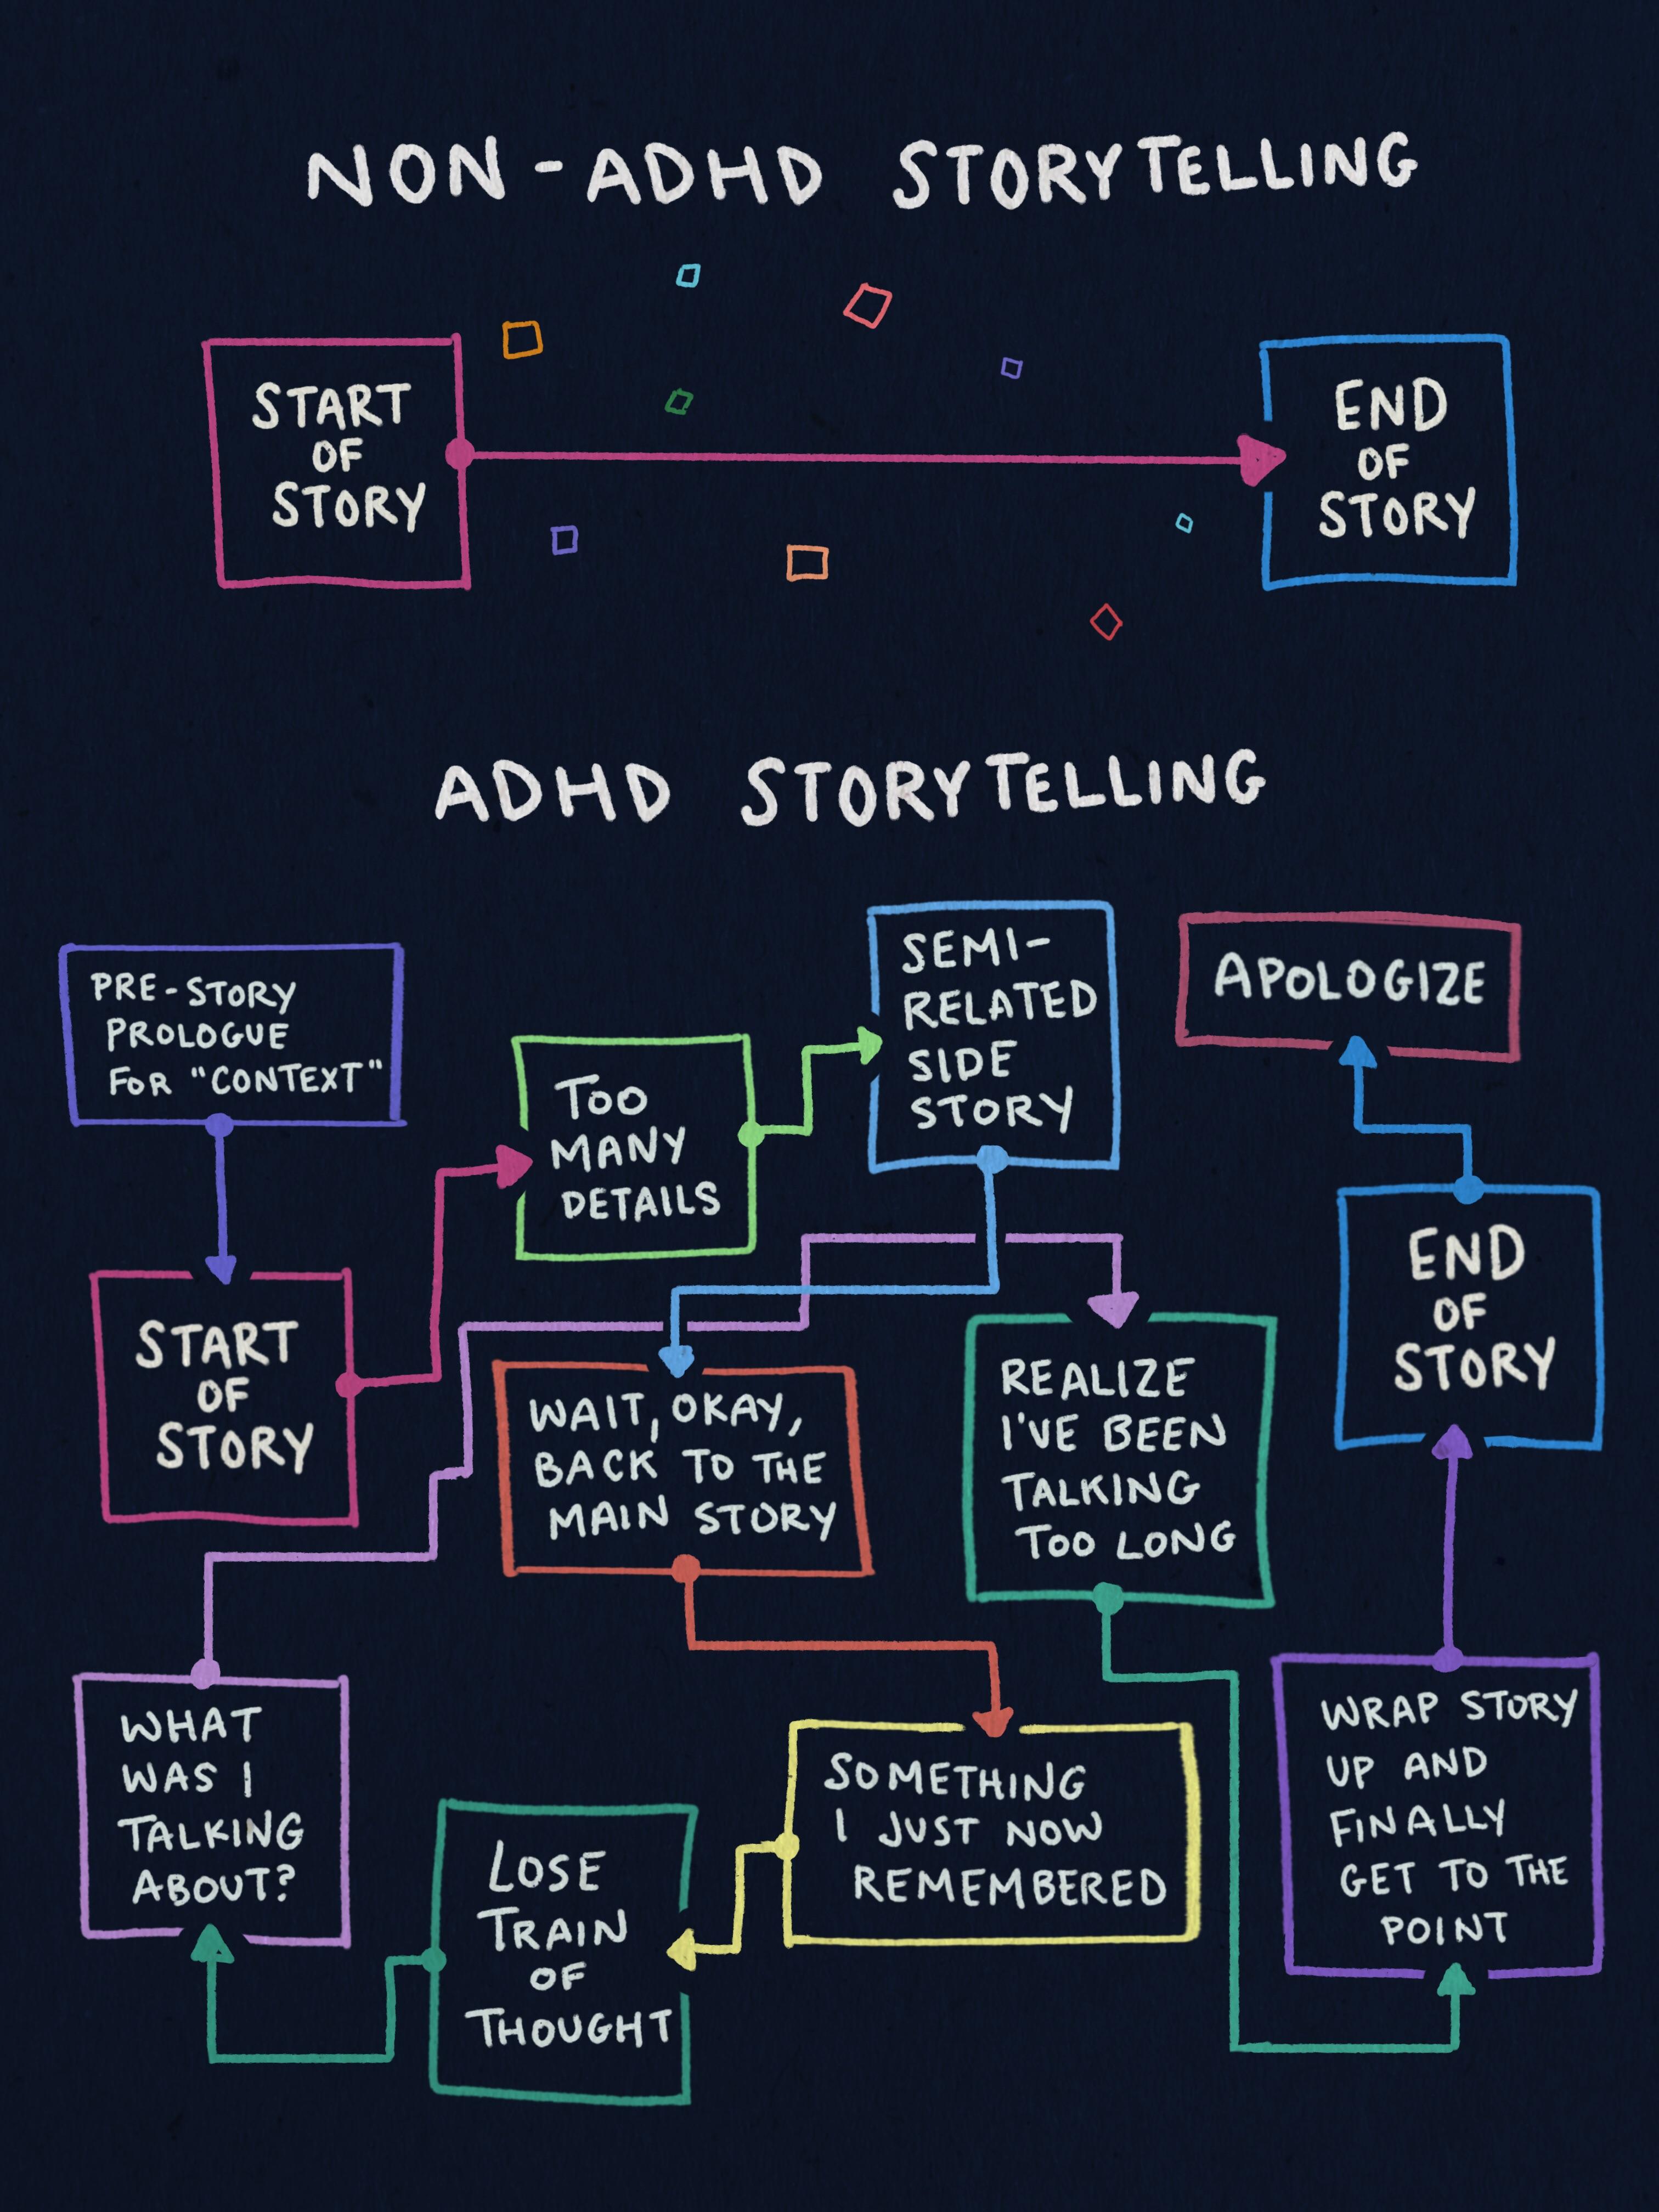 NON-ADHD STORYTELLING
START
OF
STORY
END
OF
STORY
ADHD STORYTELLING
PRE-STORY
PROLOGUE
FOR "CONTEXT"
START
OF
STORY
TOO
MANY
DETAILS
SEMI-
RELATED
SIDE
STORY
WAIT, OKAY,
BACK TO THE
MAIN STORY
SOMETHING
I JUST NOW
REMEMBERED
LOSE
TRAIN
OF
THOUGHT
WHAT
WAS I
TALKING
ABOUT?
REALIZE
I'VE BEEN
TALKING
TOO LONG
WRAP STORY
UP AND
FINALLY
GET TO THE
POINT
END
OF
STORY
APOLOGIZE